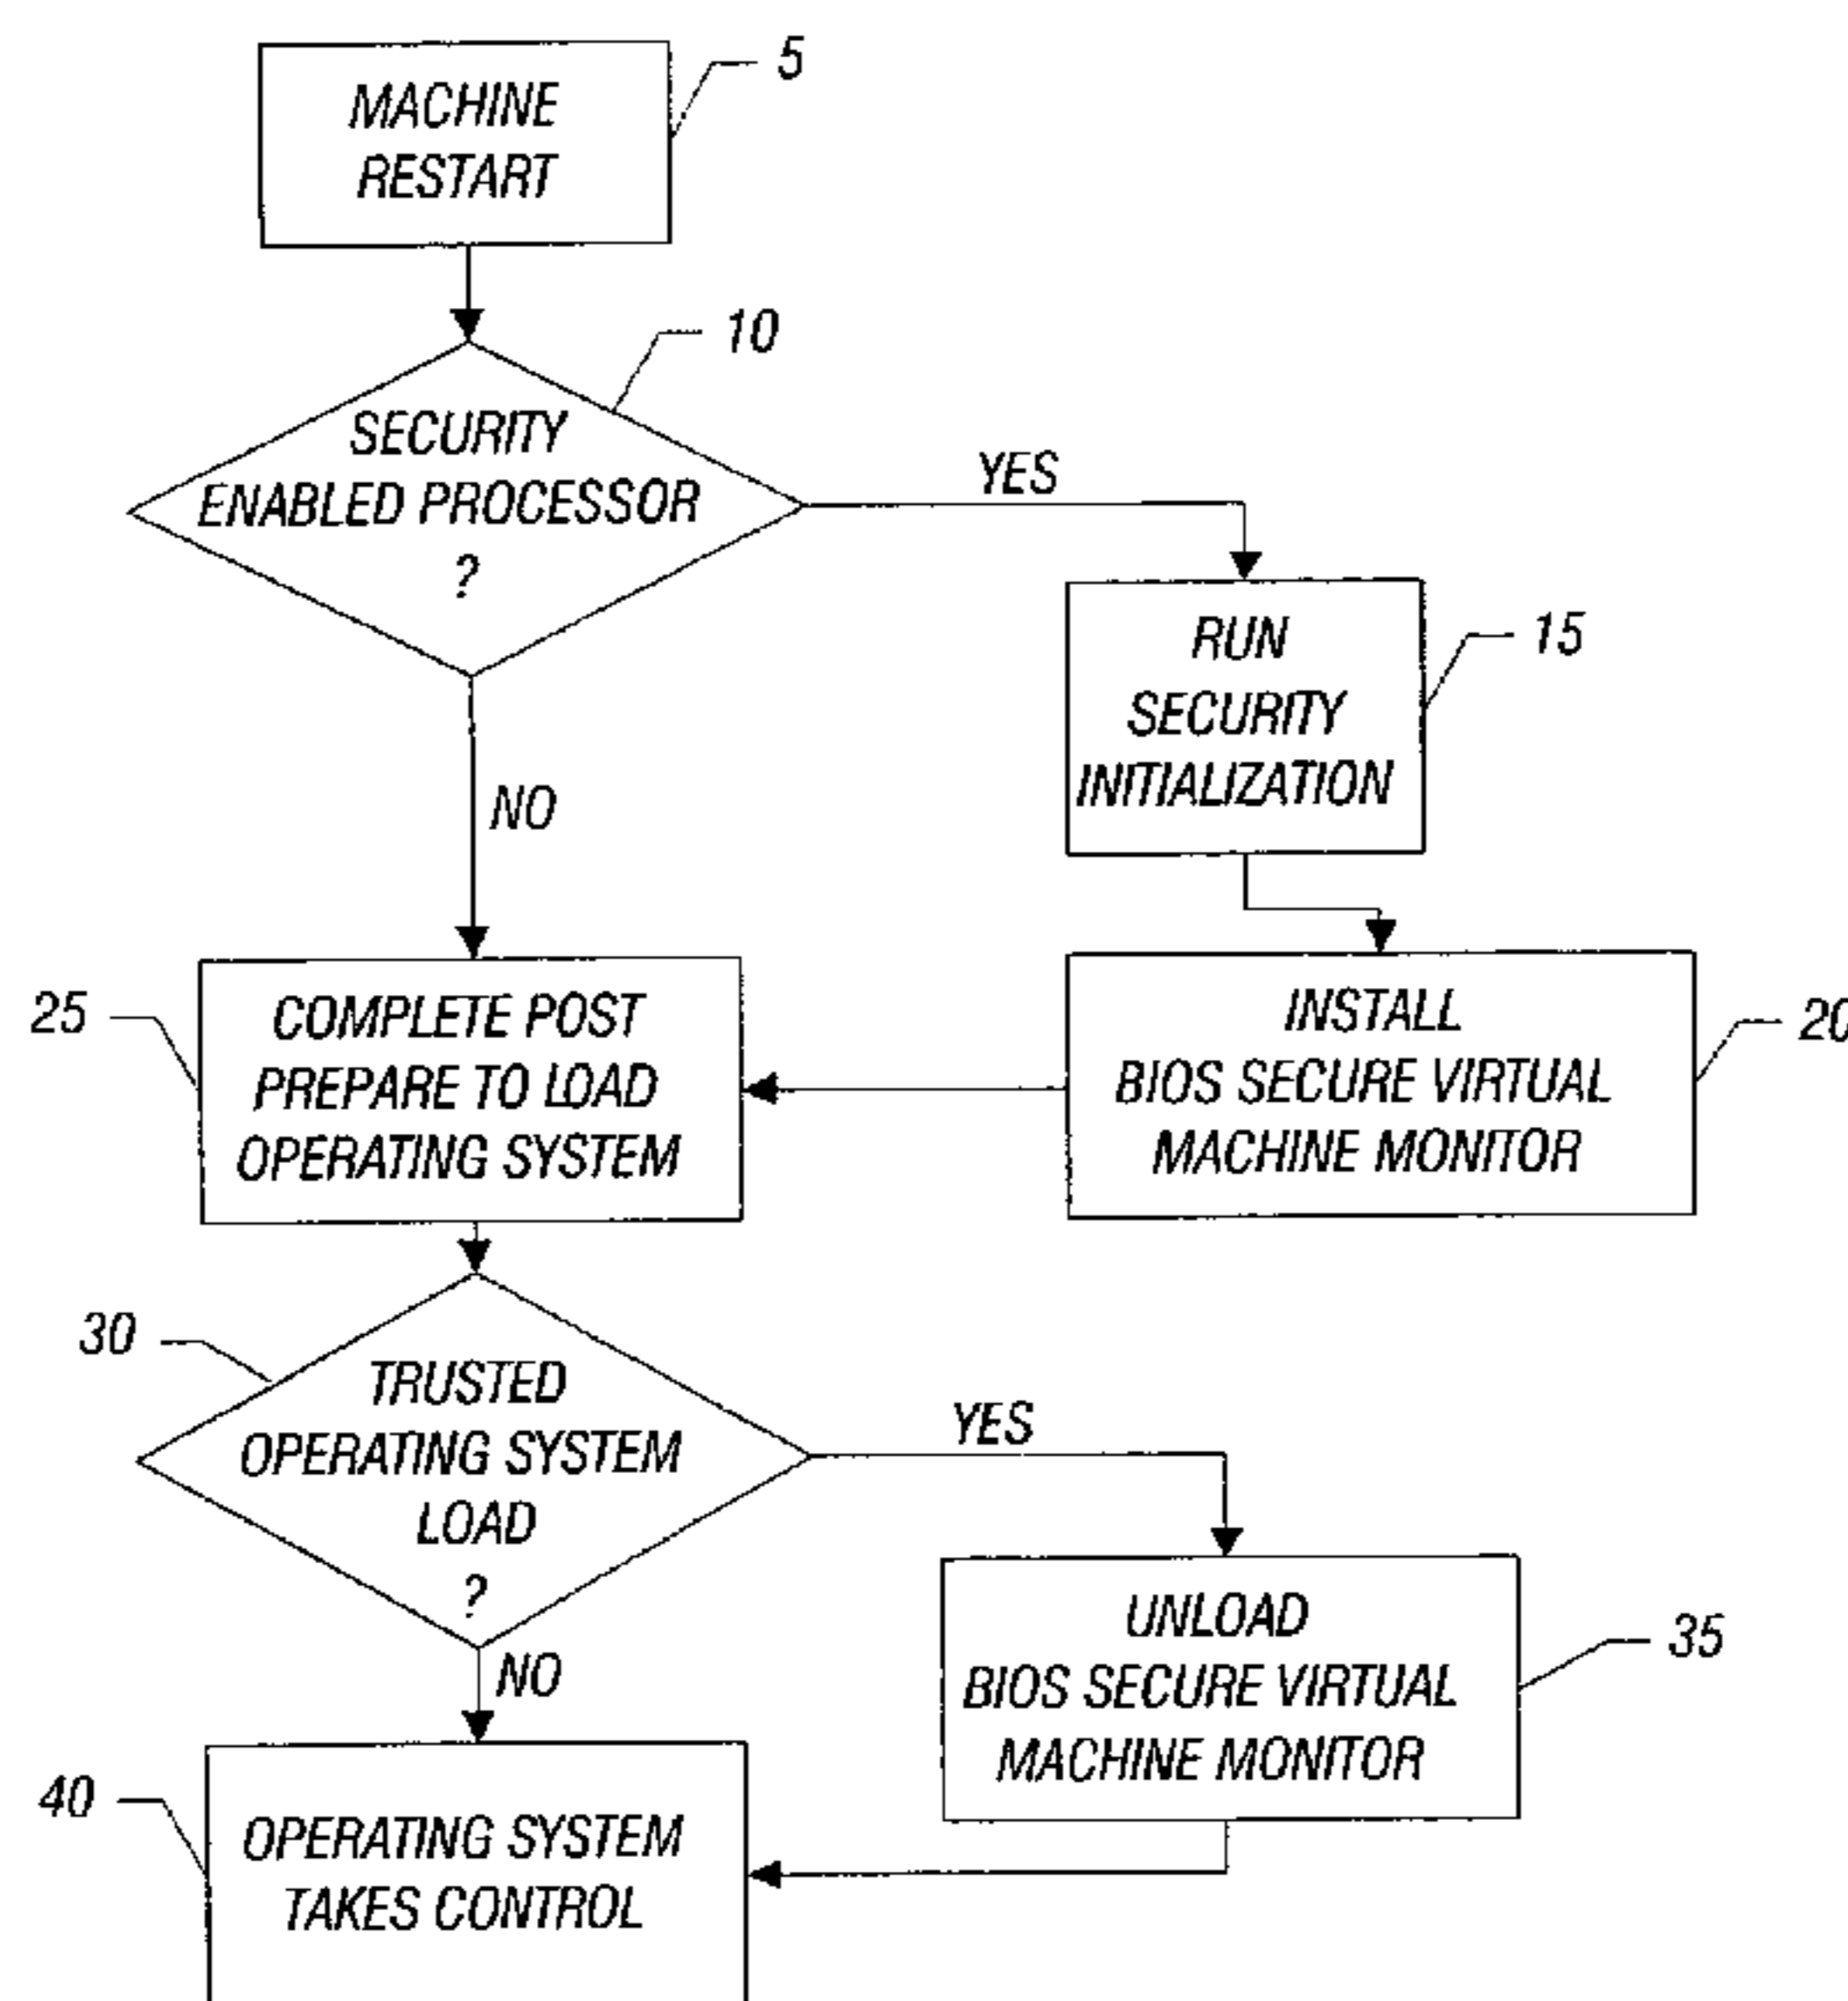 MACHINE
RESTART
5
10
SECURITY
ENABLED PROCESSOR
?
YES
NO
RUN
SECURITY
INITIALIZATION
15
INSTALL
BIOS SECURE VIRTUAL
MACHINE MONITOR
20
25
COMPLETE POST
PREPARE TO LOAD
OPERATING SYSTEM
30
TRUSTED
OPERATING SYSTEM
LOAD
?
YES
NO
UNLOAD
BIOS SECURE VIRTUAL
MACHINE MONITOR
35
40
OPERATING SYSTEM
TAKES CONTROL